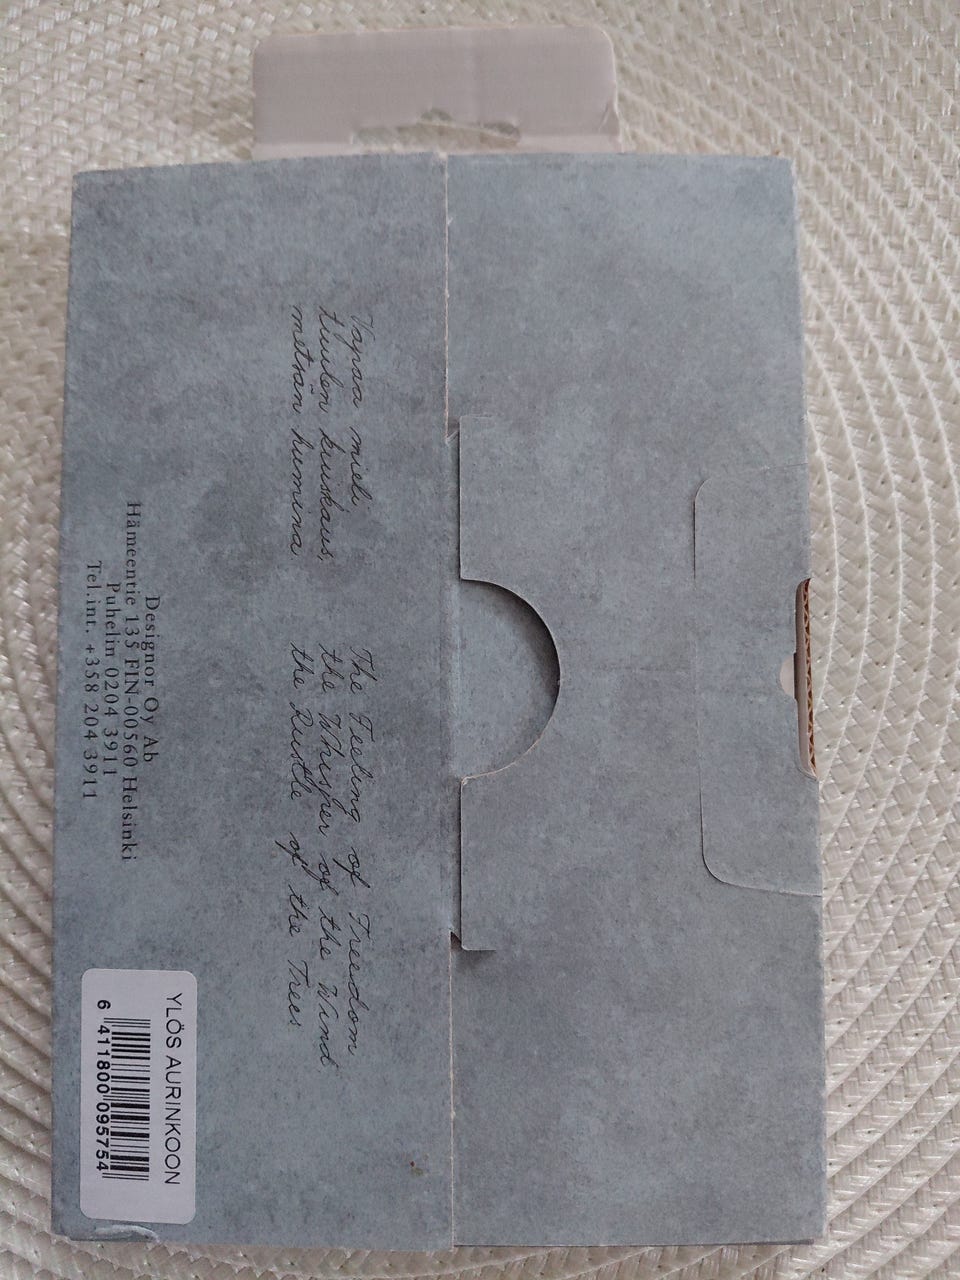 Vapaa mieli
tuulen kuiskaus,
metsän humina
The Feeling of Freedom
the Whisper of the Wind,
the Rustle of the Trees
Designor Oy Ab
Hämeentie 135 FIN-00560 Helsinki
Puhelin 0204 3911
Tel.int. +358 204 3911
YLÖS AURINKOON
6 411800 095754